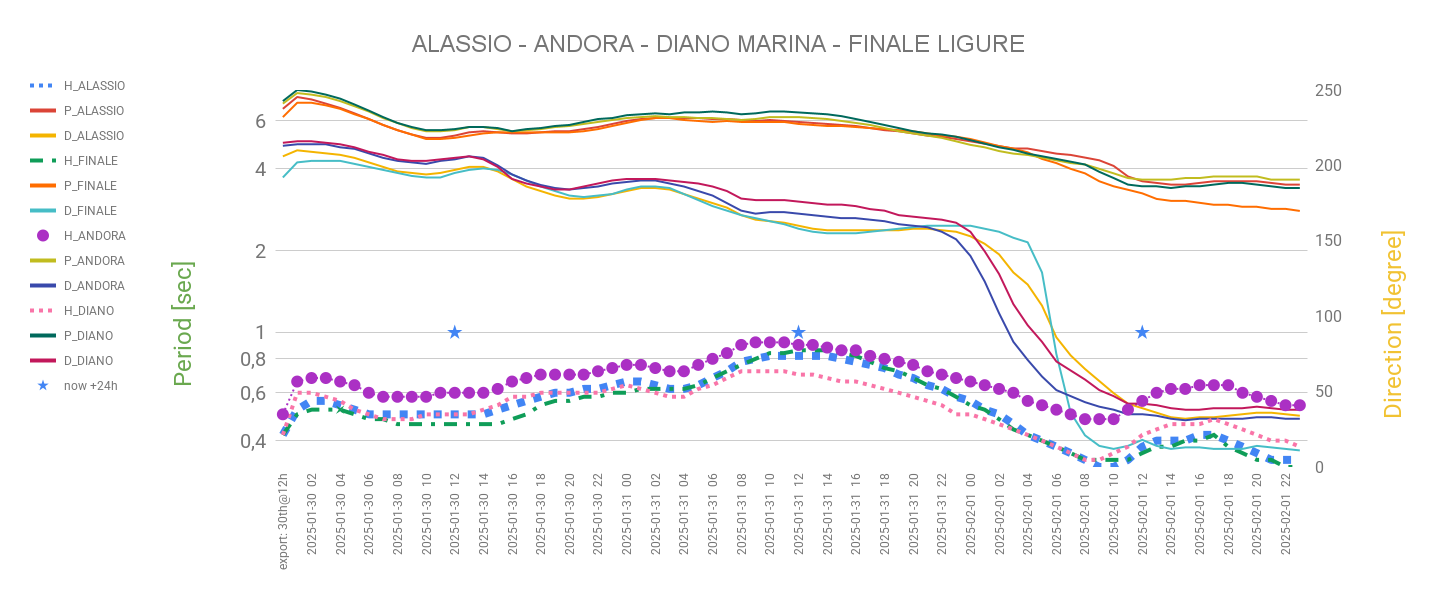 ALASSIO - ANDORA - DIANO MARINA - FINALE LIGURE
H_ALASSIO
P_ALASSIO
D_ALASSIO
H_FINALE
P_FINALE
D_FINALE
H_ANDORA
P_ANDORA
D_ANDORA
H_DIANO
P_DIANO
D_DIANO
now +24h
Period [sec]
6
4
2
1
0,8
0,6
0,4
250
200
150
100
50
0
Direction [degree]
export: 30th@12h
2025-01-30 02
2025-01-30 04
2025-01-30 06
2025-01-30 08
2025-01-30 10
2025-01-30 12
2025-01-30 14
2025-01-30 16
2025-01-30 18
2025-01-30 20
2025-01-30 22
2025-01-31 00
2025-01-31 02
2025-01-31 04
2025-01-31 06
2025-01-31 08
2025-01-31 10
2025-01-31 12
2025-01-31 14
2025-01-31 16
2025-01-31 18
2025-01-31 20
2025-01-31 22
2025-02-01 00
2025-02-01 02
2025-02-01 04
2025-02-01 06
2025-02-01 08
2025-02-01 10
2025-02-01 12
2025-02-01 14
2025-02-01 16
2025-02-01 18
2025-02-01 20
2025-02-01 22